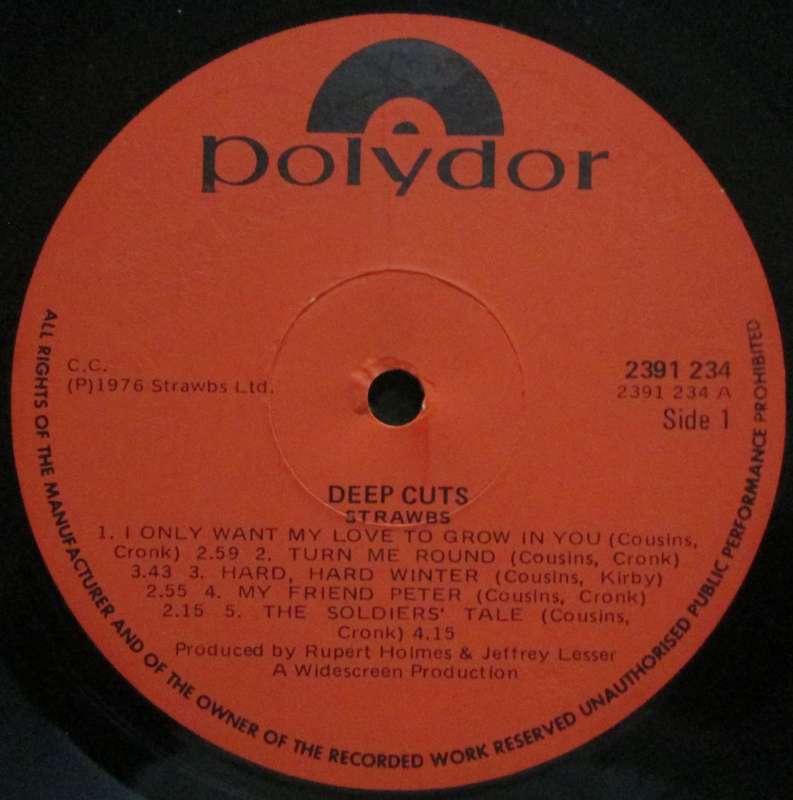 polydor
C.C.
(P)1976 Strawbs Ltd.
2391 234
2391 234 A
Side 1
DEEP CUTS
STRAWBS
1. I ONLY WANT MY LOVE TO GROW IN YOU (Cousins,
Cronk) 2.59 2. TURN ME ROUND (Cousins, Cronk)
3.43 3. HARD, HARD WINTER (Cousins, Kirby)
2.55 4. MY FRIEND PETER (Cousins, Cronk)
2.15 5. THE SOLDIERS' TALE (Cousins,
Cronk) 4.15
Produced by Rupert Holmes & Jeffrey Lesser
A Widescreen Production
ALL RIGHTS OF THE MANUFACTURER AND OF THE OWNER OF THE RECORDED WORK RESERVED UNAUTHORISED PUBLIC PERFORMANCE PROHIBITED